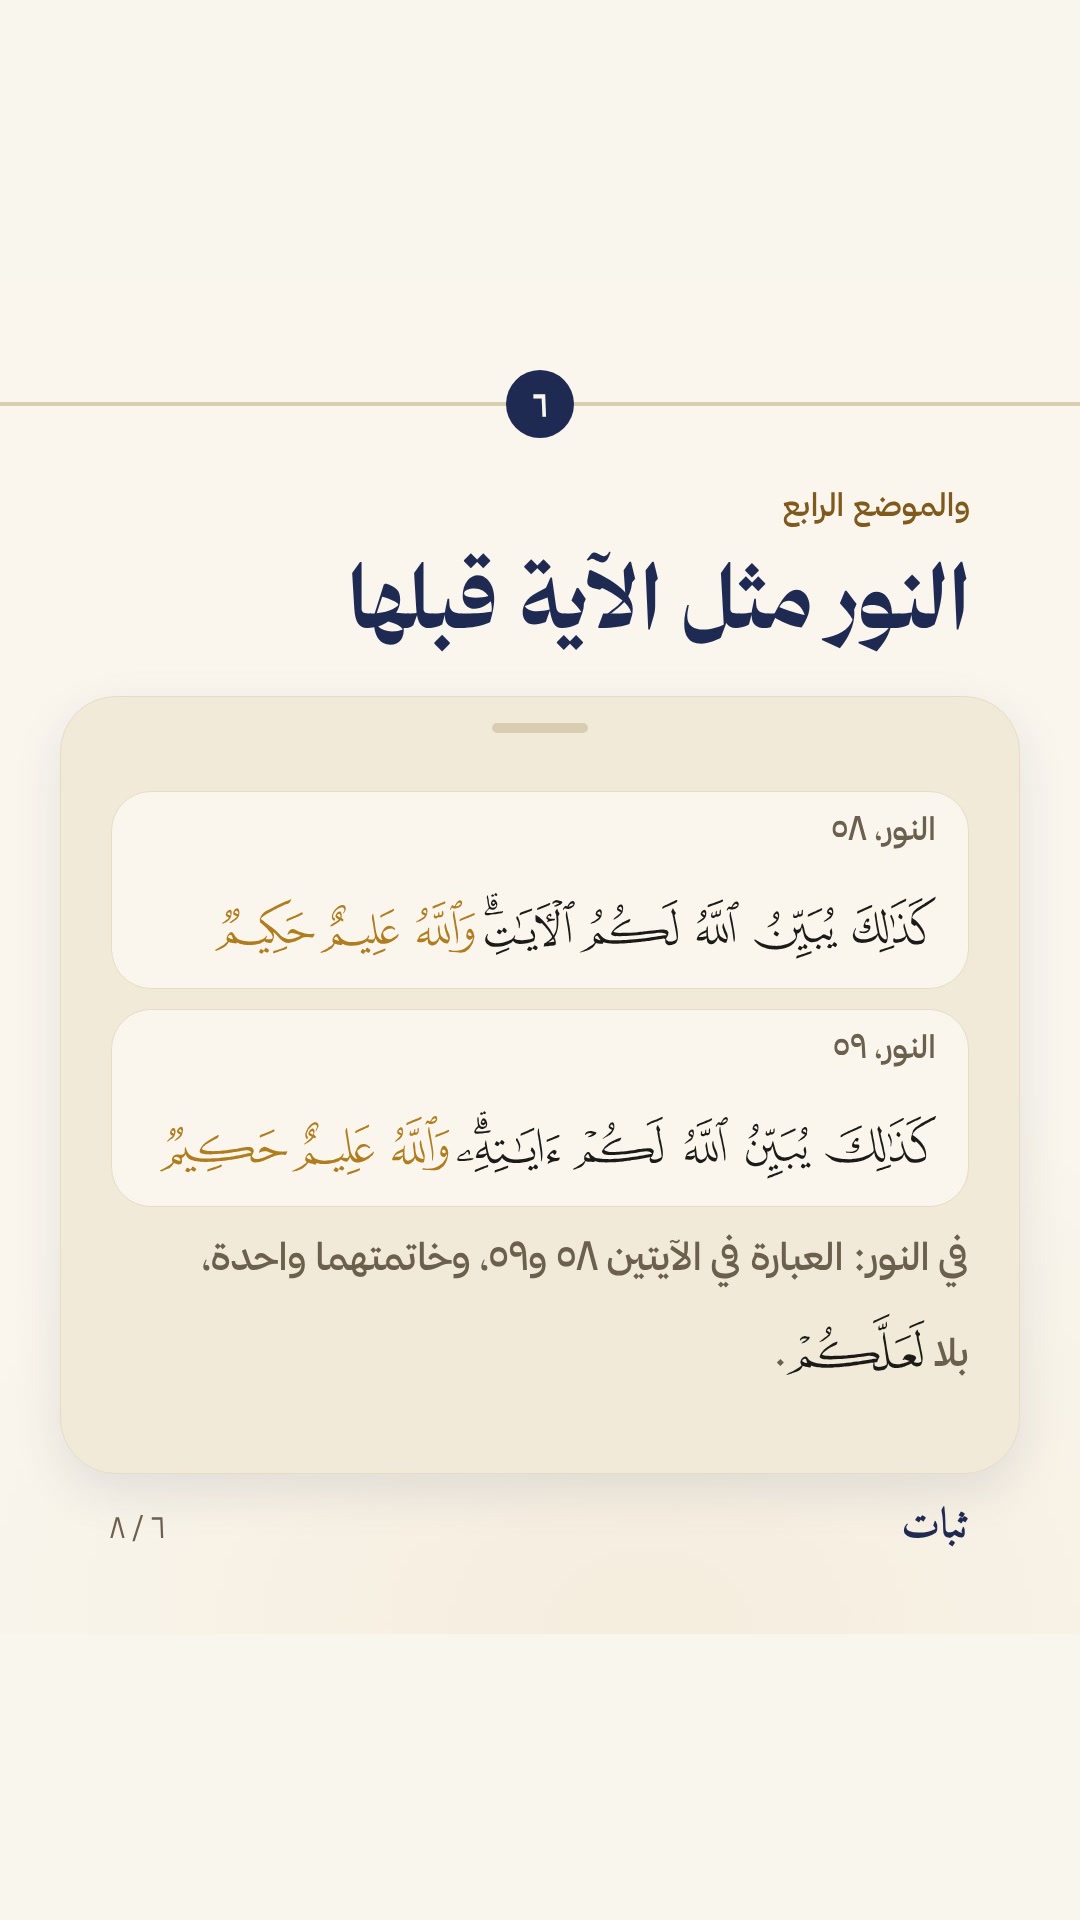 ٦
والموضع الرابع
النور مثل الآية قبلها
النور، ٥٨
كَذَٰلِكَ يُبَيِّنُ ٱللَّهُ لَكُمُ ٱلْـَٔايَـٰتِۗ وَٱللَّهُ عَلِيمٌ حَكِيمٌ
النور، ٥٩
كَذَٰلِكَ يُبَيِّنُ ٱللَّهُ لَكُمْ ءَايَـٰتِهِۦۗ وَٱللَّهُ عَلِيمٌ حَكِيمٌ
في النور: العبارة في الآيتين ٥٨ و٥٩، وخاتمتهما واحدة،
بلا لَعَلَّكُمْ.
ثبات
٦ / ٨